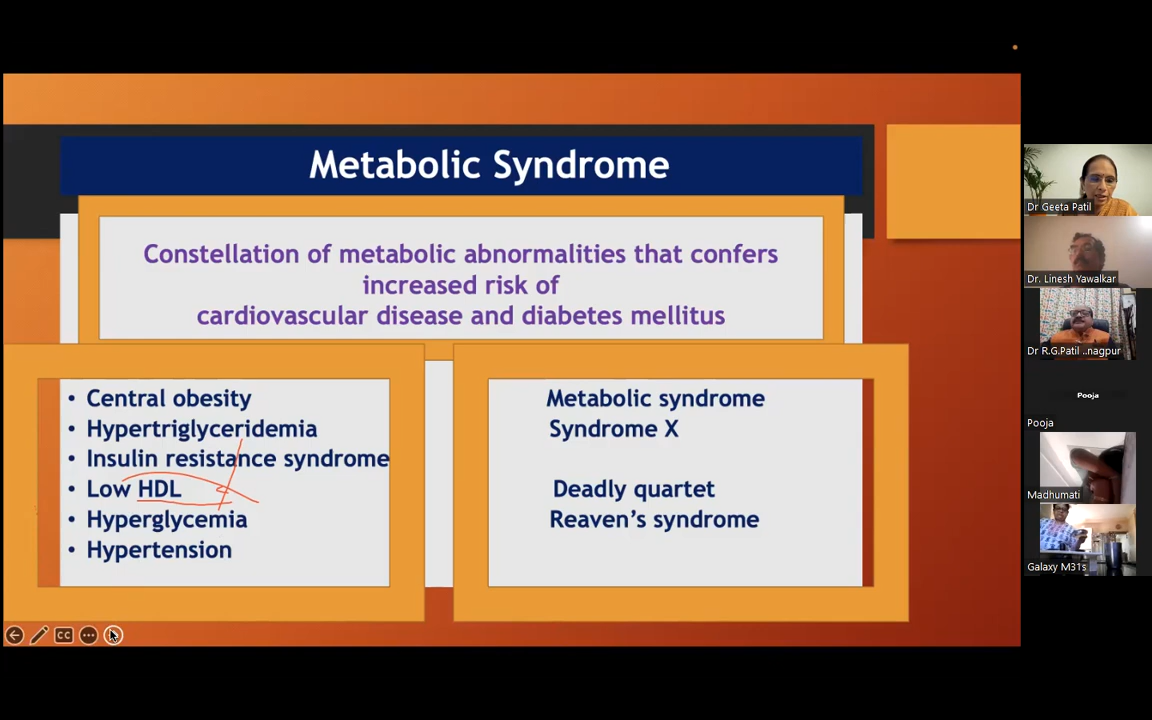 Metabolic Syndrome
Constellation of metabolic abnormalities that confers
increased risk of
cardiovascular disease and diabetes mellitus
• Central obesity
• Hypertriglyceridemia
• Insulin resistance syndrome
• Low HDL
• Hyperglycemia
• Hypertension
Metabolic syndrome
Syndrome X
Deadly quartet
Reaven’s syndrome
CC
Dr Geeta Patil
Dr. Linesh Yawalkar
Dr R.G.Patil ..nagpur
Pooja
Pooja
Madhumati
Galaxy M31s